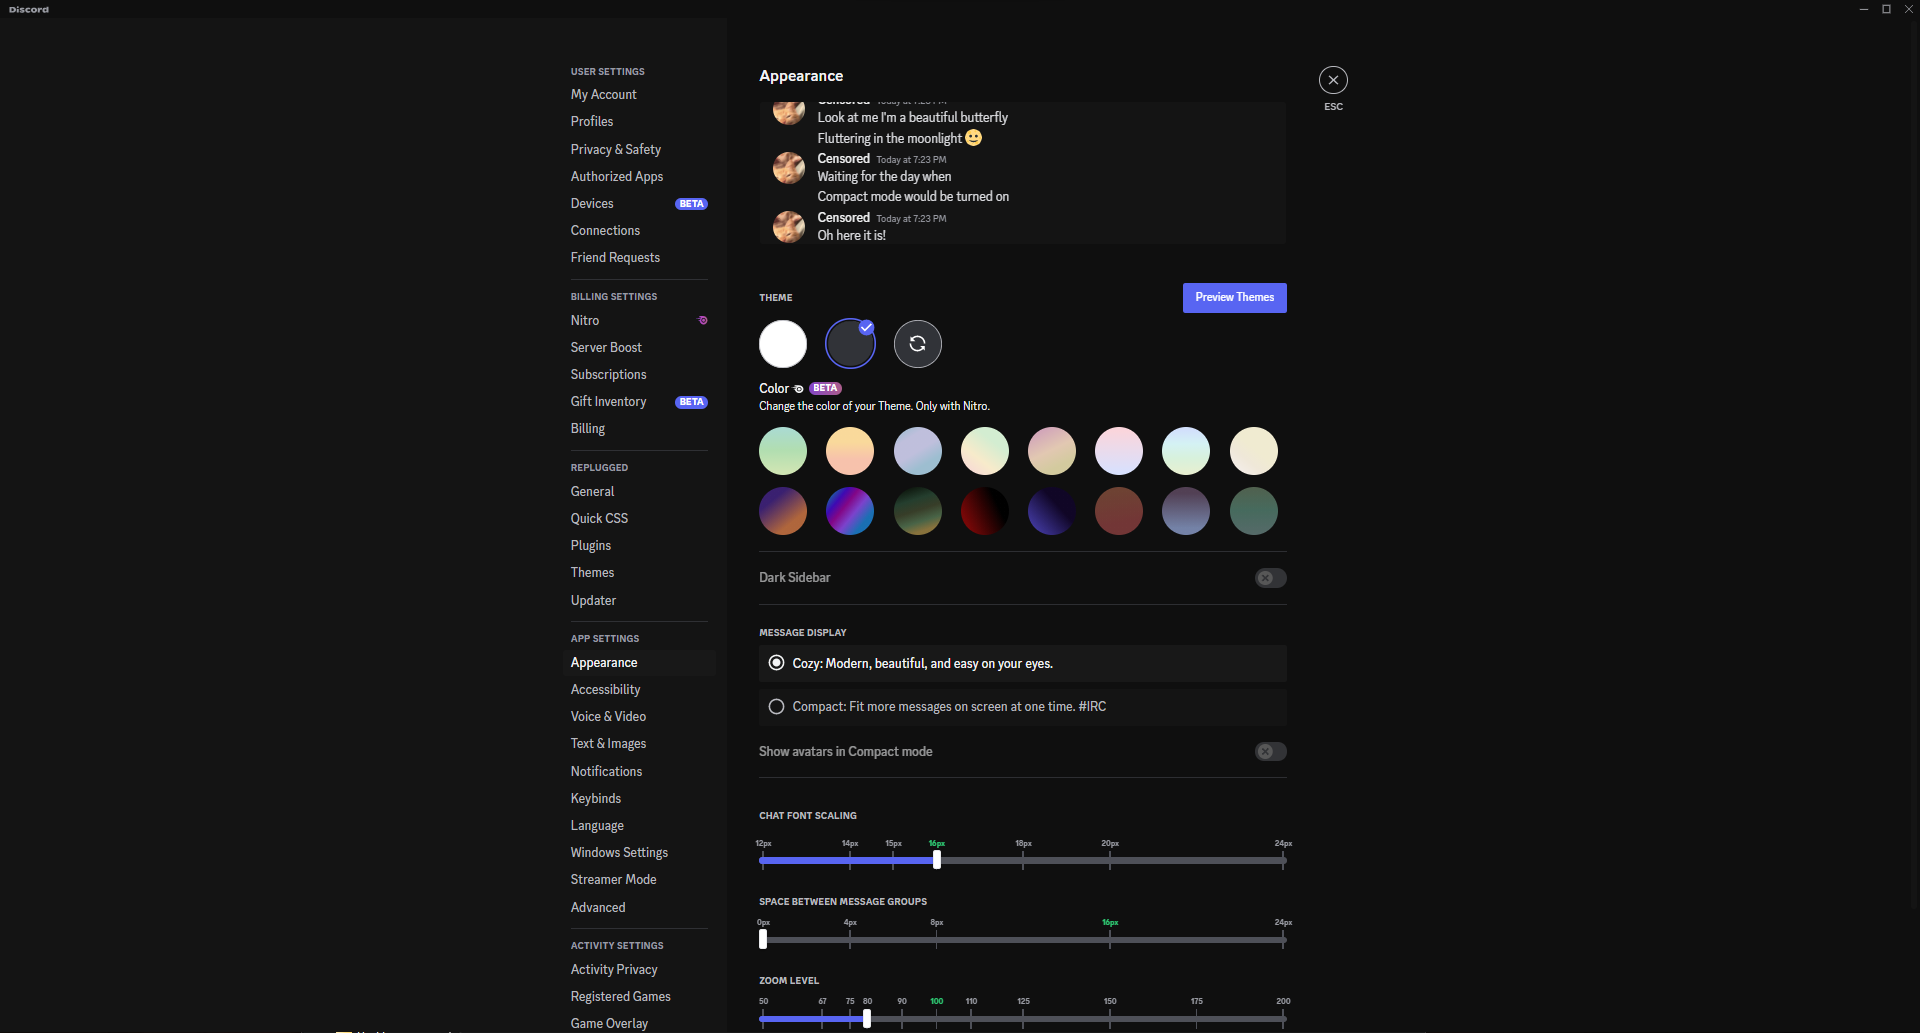 Discord
USER SETTINGS
My Account
Profiles
Privacy & Safety
Authorized Apps
Devices BETA
Connections
Friend Requests
BILLING SETTINGS
Nitro
Server Boost
Subscriptions
Gift Inventory BETA
Billing
REPLUGGED
General
Quick CSS
Plugins
Themes
Updater
APP SETTINGS
Appearance
Accessibility
Voice & Video
Text & Images
Notifications
Keybinds
Language
Windows Settings
Streamer Mode
Advanced
ACTIVITY SETTINGS
Activity Privacy
Registered Games
Game Overlay
Appearance
ESC
Censored Today at 7:23 PM
Look at me I'm a beautiful butterfly
Fluttering in the moonlight 🙂
Censored Today at 7:23 PM
Waiting for the day when
Compact mode would be turned on
Censored Today at 7:23 PM
Oh here it is!
THEME
Preview Themes
Color BETA
Change the color of your Theme. Only with Nitro.
Dark Sidebar
MESSAGE DISPLAY
Cozy: Modern, beautiful, and easy on your eyes.
Compact: Fit more messages on screen at one time. #IRC
Show avatars in Compact mode
CHAT FONT SCALING
12px 14px 15px 16px 18px 20px 24px
SPACE BETWEEN MESSAGE GROUPS
0px 4px 8px 16px 24px
ZOOM LEVEL
50 67 75 80 90 100 110 125 150 175 200